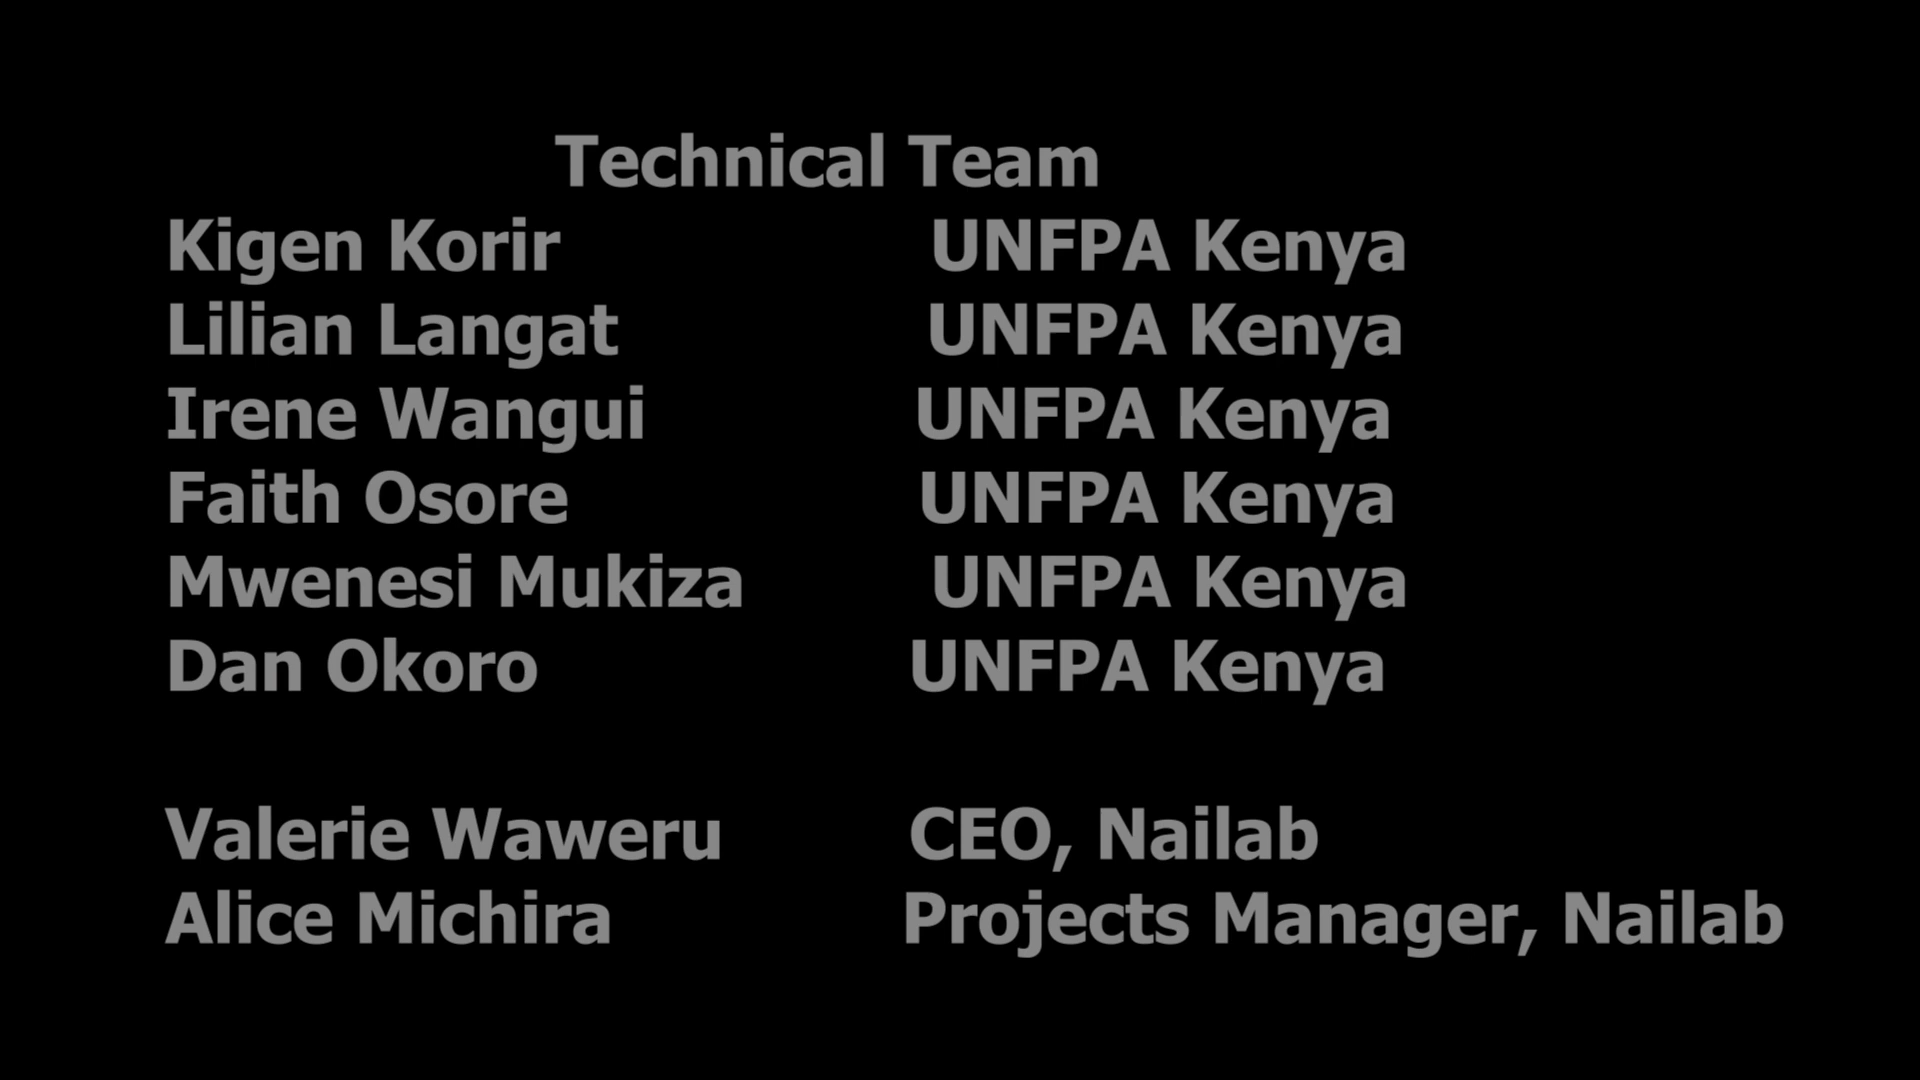 Technical Team
Kigen Korir UNFPA Kenya
Lilian Langat UNFPA Kenya
Irene Wangui UNFPA Kenya
Faith Osore UNFPA Kenya
Mwenesi Mukiza UNFPA Kenya
Dan Okoro UNFPA Kenya
Valerie Waweru CEO, Nailab
Alice Michira Projects Manager, Nailab